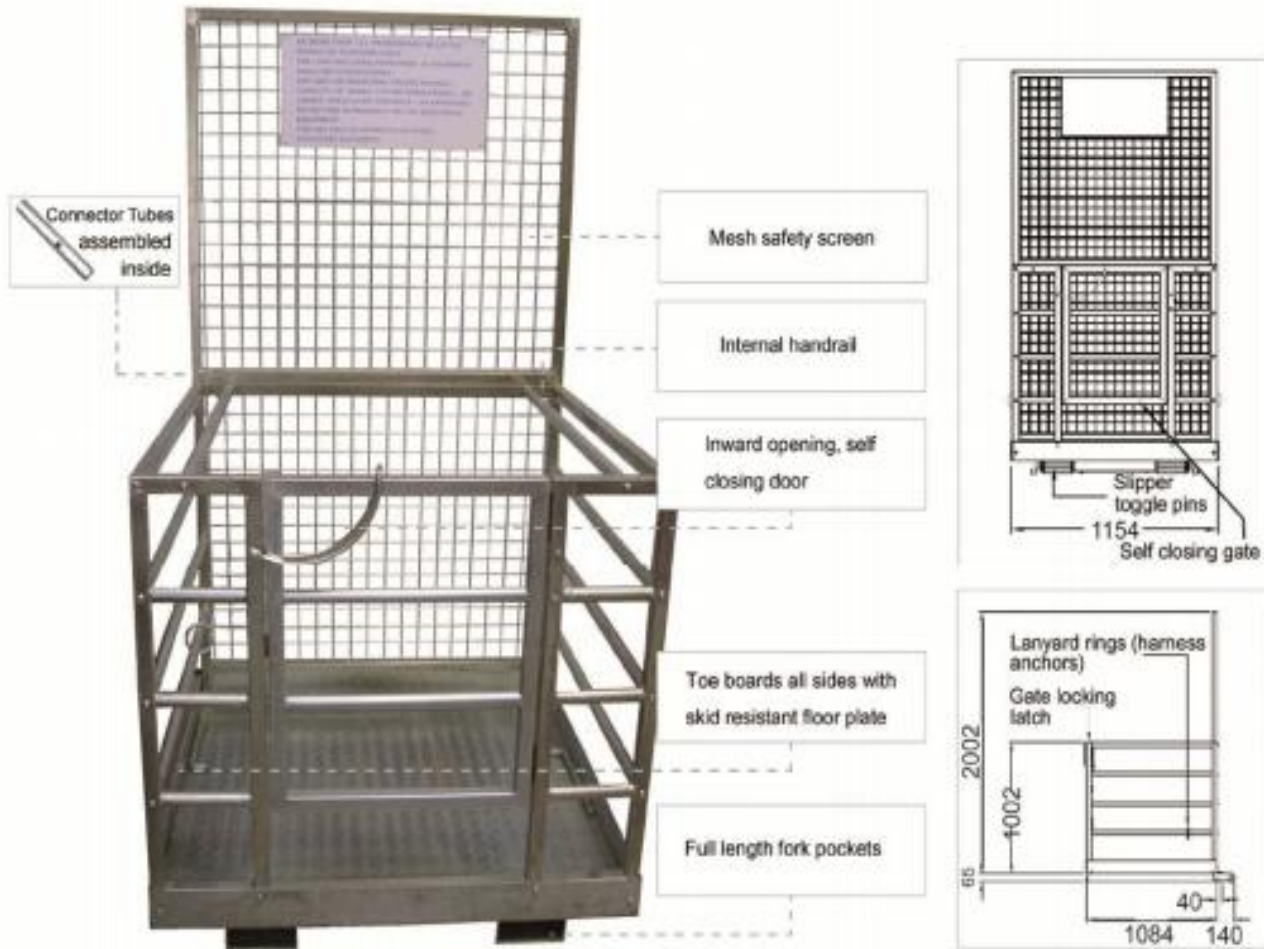 Connector Tubes
assembled
inside
Mesh safety screen
Internal handrail
Inward opening, self
closing door
Toe boards all sides with
skid resistant floor plate
Full length fork pockets
Slipper
toggle pins
1154
Self closing gate
Lanyard rings (harness
anchors)
Gate locking
latch
2002
1002
65
40
1084
140